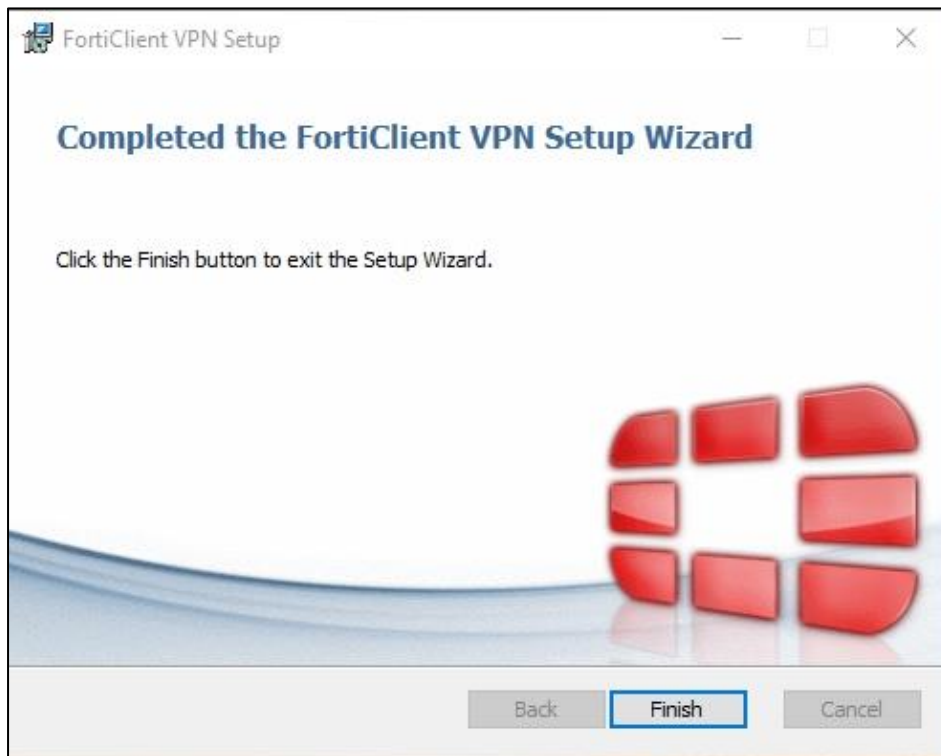 FortiClient VPN Setup
Completed the FortiClient VPN Setup Wizard
Click the Finish button to exit the Setup Wizard.
Back Finish Cancel